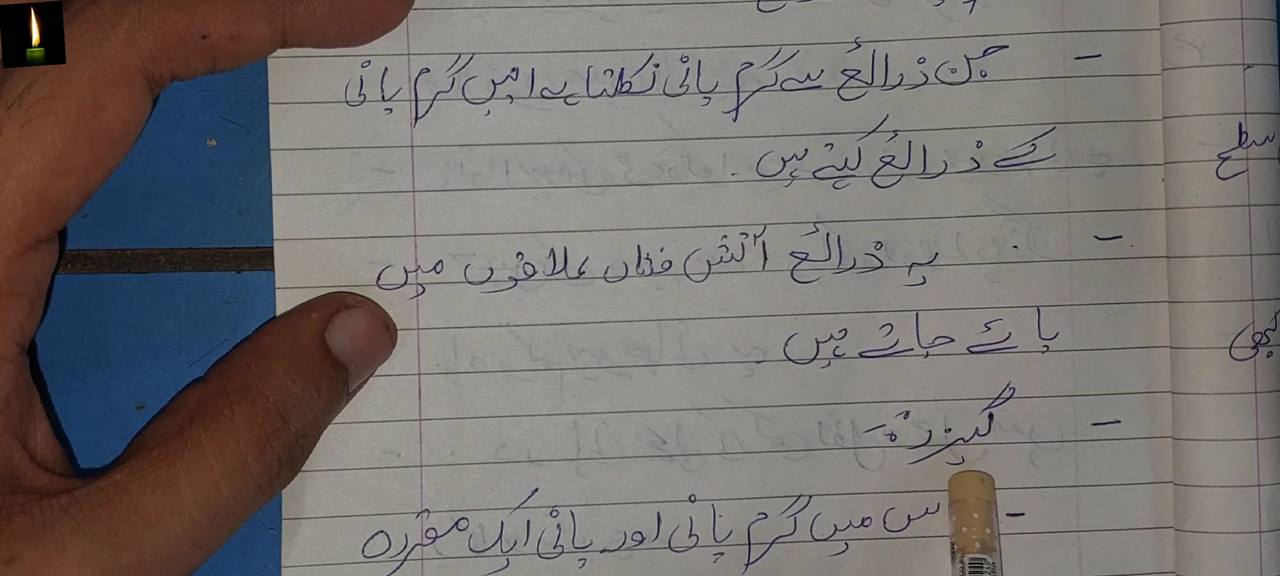 جن ذرائع سے گرم پانی نکلتا ہے انہیں گرم پانی
کے ذرائع کہتے ہیں۔
یہ ذرائع آتش فشاں علاقوں میں
پائے جاتے ہیں
گیزر
س میں گرم پانی اور پانی ایک مقررہ
سطح